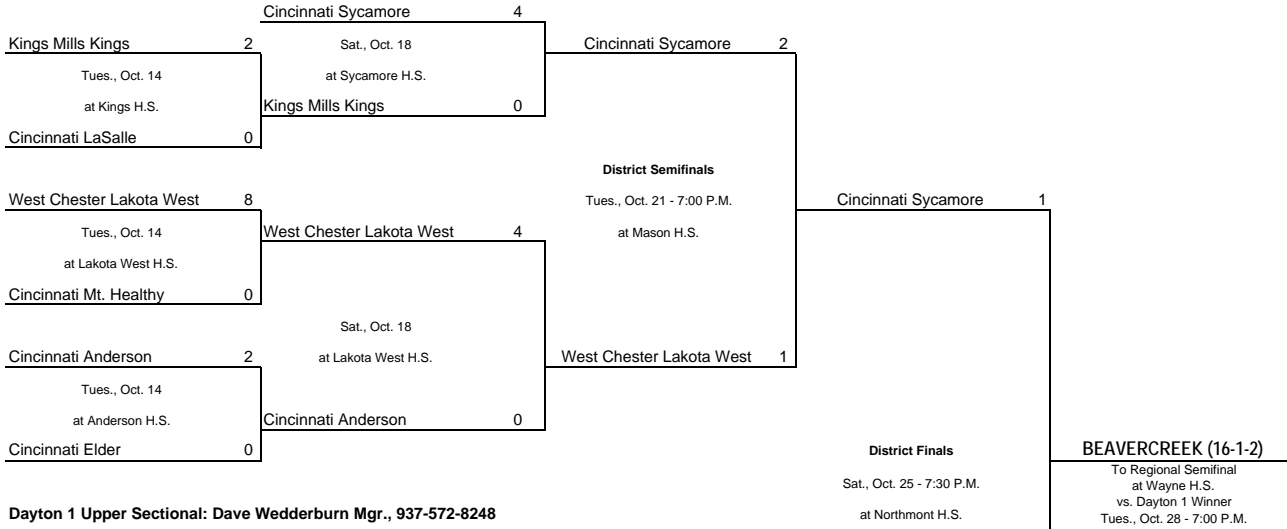 Cincinnati Sycamore 4
Kings Mills Kings 2
Sat., Oct. 18
Cincinnati Sycamore 2
Tues., Oct. 14
at Sycamore H.S.
at Kings H.S.
Kings Mills Kings 0
Cincinnati LaSalle 0
District Semifinals
West Chester Lakota West 8
Tues., Oct. 21 - 7:00 P.M.
Cincinnati Sycamore 1
Tues., Oct. 14
West Chester Lakota West 4
at Mason H.S.
at Lakota West H.S.
Cincinnati Mt. Healthy 0
Sat., Oct. 18
Cincinnati Anderson 2
at Lakota West H.S.
West Chester Lakota West 1
Tues., Oct. 14
at Anderson H.S.
Cincinnati Anderson 0
Cincinnati Elder 0
District Finals
BEAVERCREEK (16-1-2)
To Regional Semifinal
Sat., Oct. 25 - 7:30 P.M.
at Wayne H.S.
vs. Dayton 1 Winner
Dayton 1 Upper Sectional: Dave Wedderburn Mgr., 937-572-8248
at Northmont H.S.
Tues., Oct. 28 - 7:00 P.M.